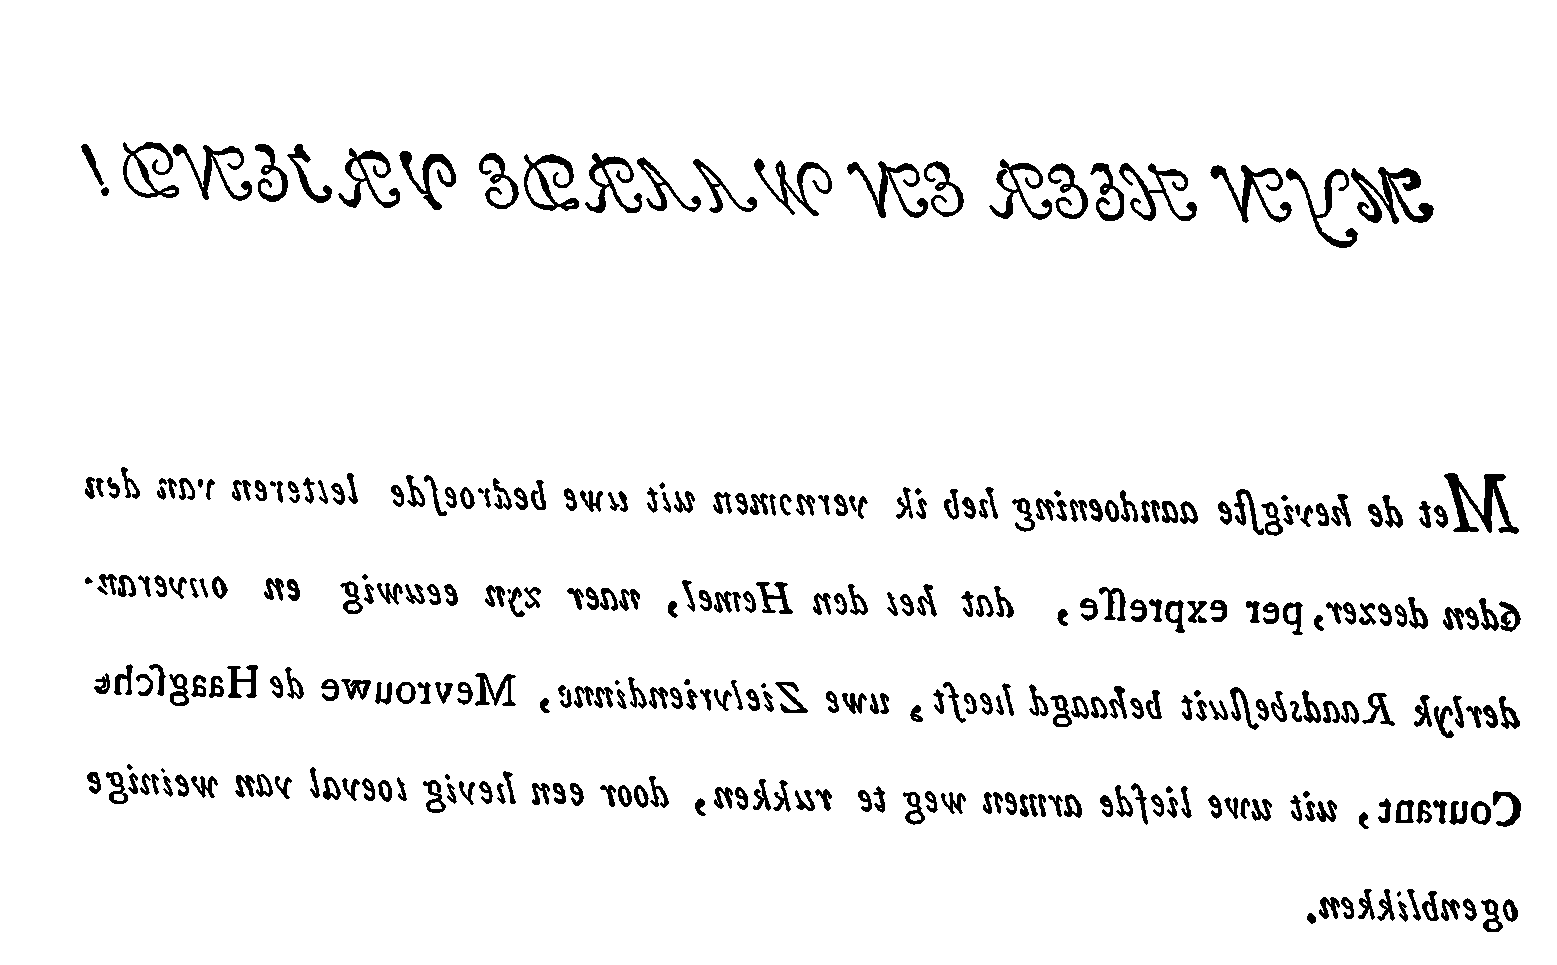 MYN HEER EN WAARDE VRIEND!
Met de hevigſte aandoening heb ik vernomen uit uwe bedroefde letteren van den
6den deezer, per expreſſe, dat het den Hemel, naer zyn eeuwig en onveran-
derlyk Raadsbeſluit behaagd heeft, uwe Zielvriendinne, Mevrouwe de Haagſche
Courant, uit uwe liefde armen weg te rukken, door een hevig toeval van weinige
ogenblikken.